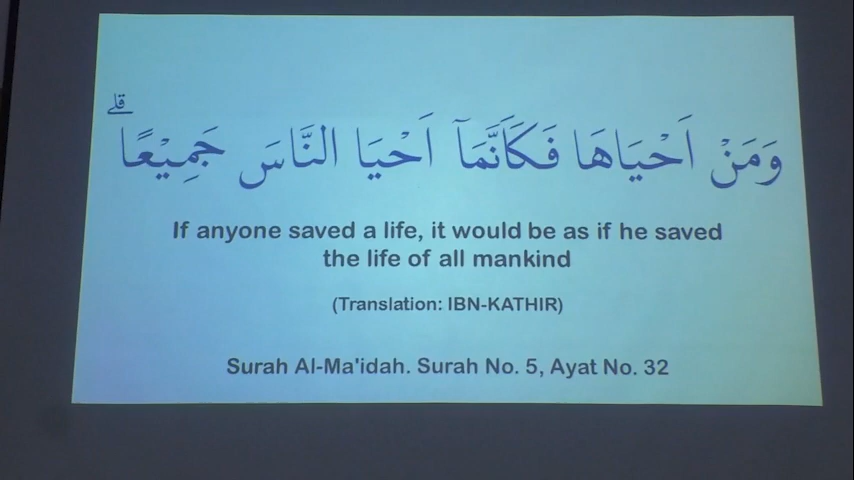 وَمَنْ اَحْيَاهَا فَكَاَنَّمَآ اَحْيَا النَّاسَ جَمِيْعًا ۗ
If anyone saved a life, it would be as if he saved
the life of all mankind
(Translation: IBN-KATHIR)
Surah Al-Ma'idah. Surah No. 5, Ayat No. 32